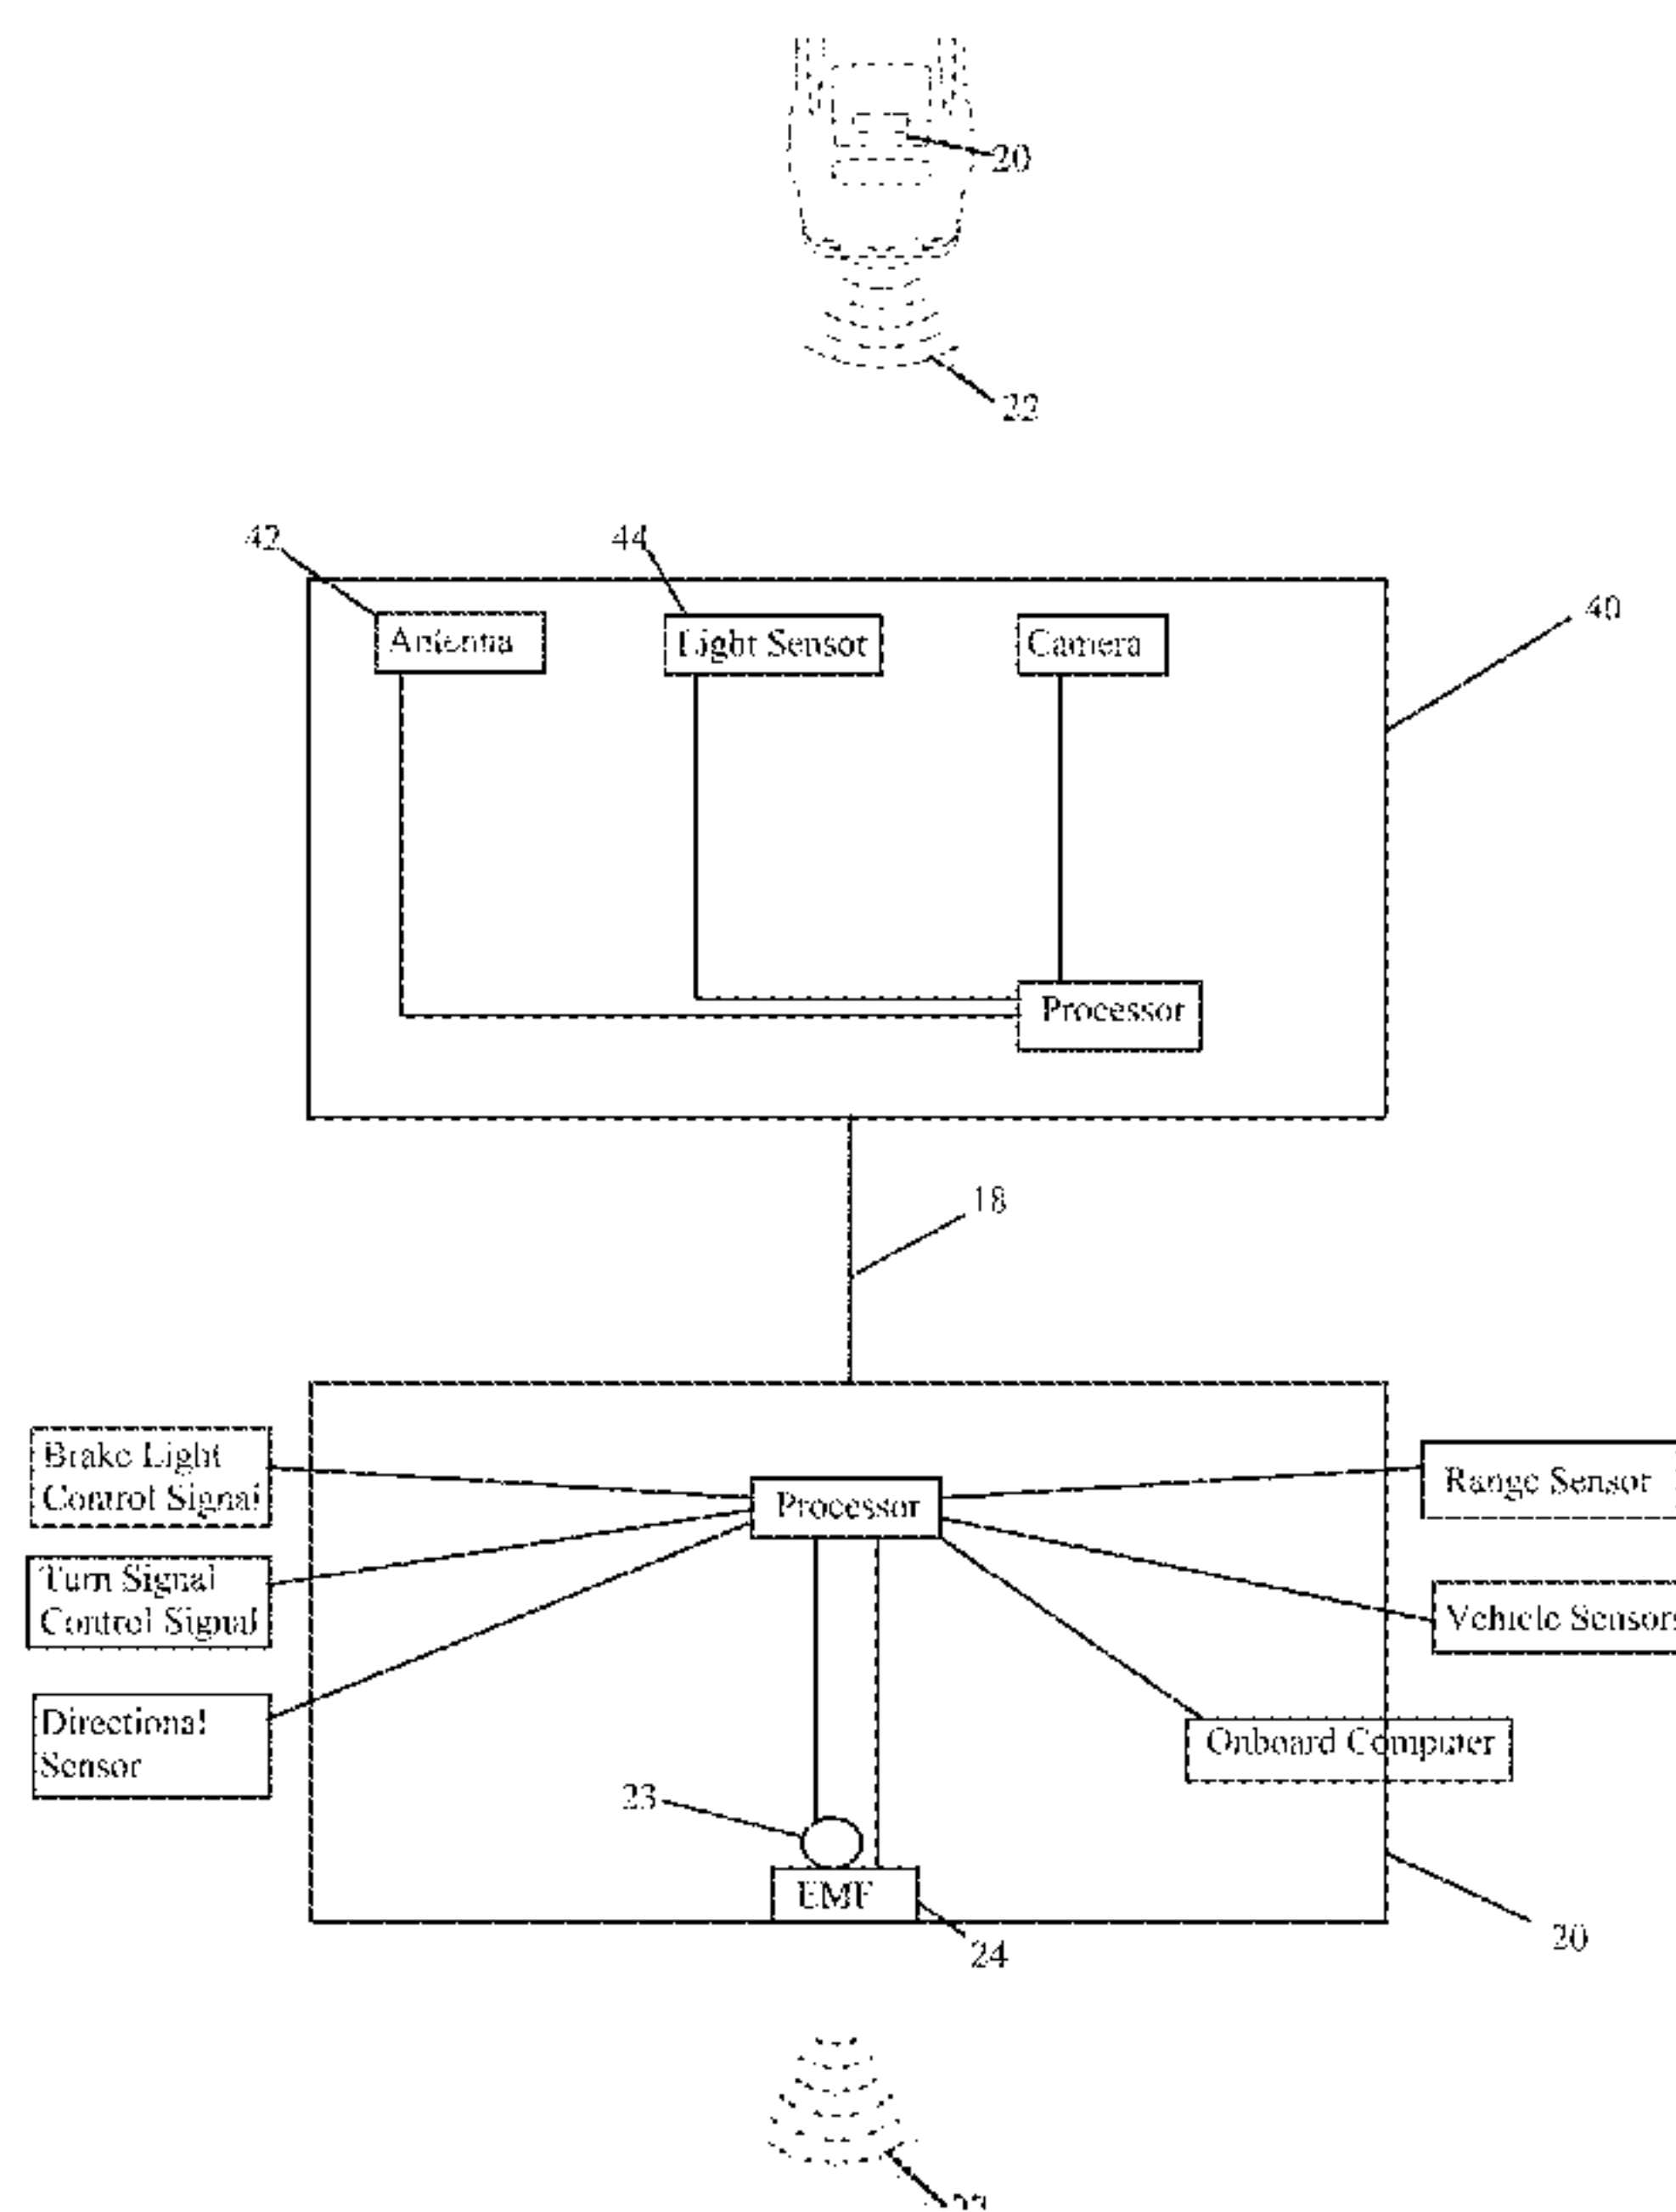 20
22
42
44
40
Antenna
Light Sensor
Camera
Processor
18
Brake Light
Control Signal
Processor
Range Sensor
Turn Signal
Control Signal
Vehicle Sensors
Directional
Sensor
Onboard Computer
23
EMF
24
20